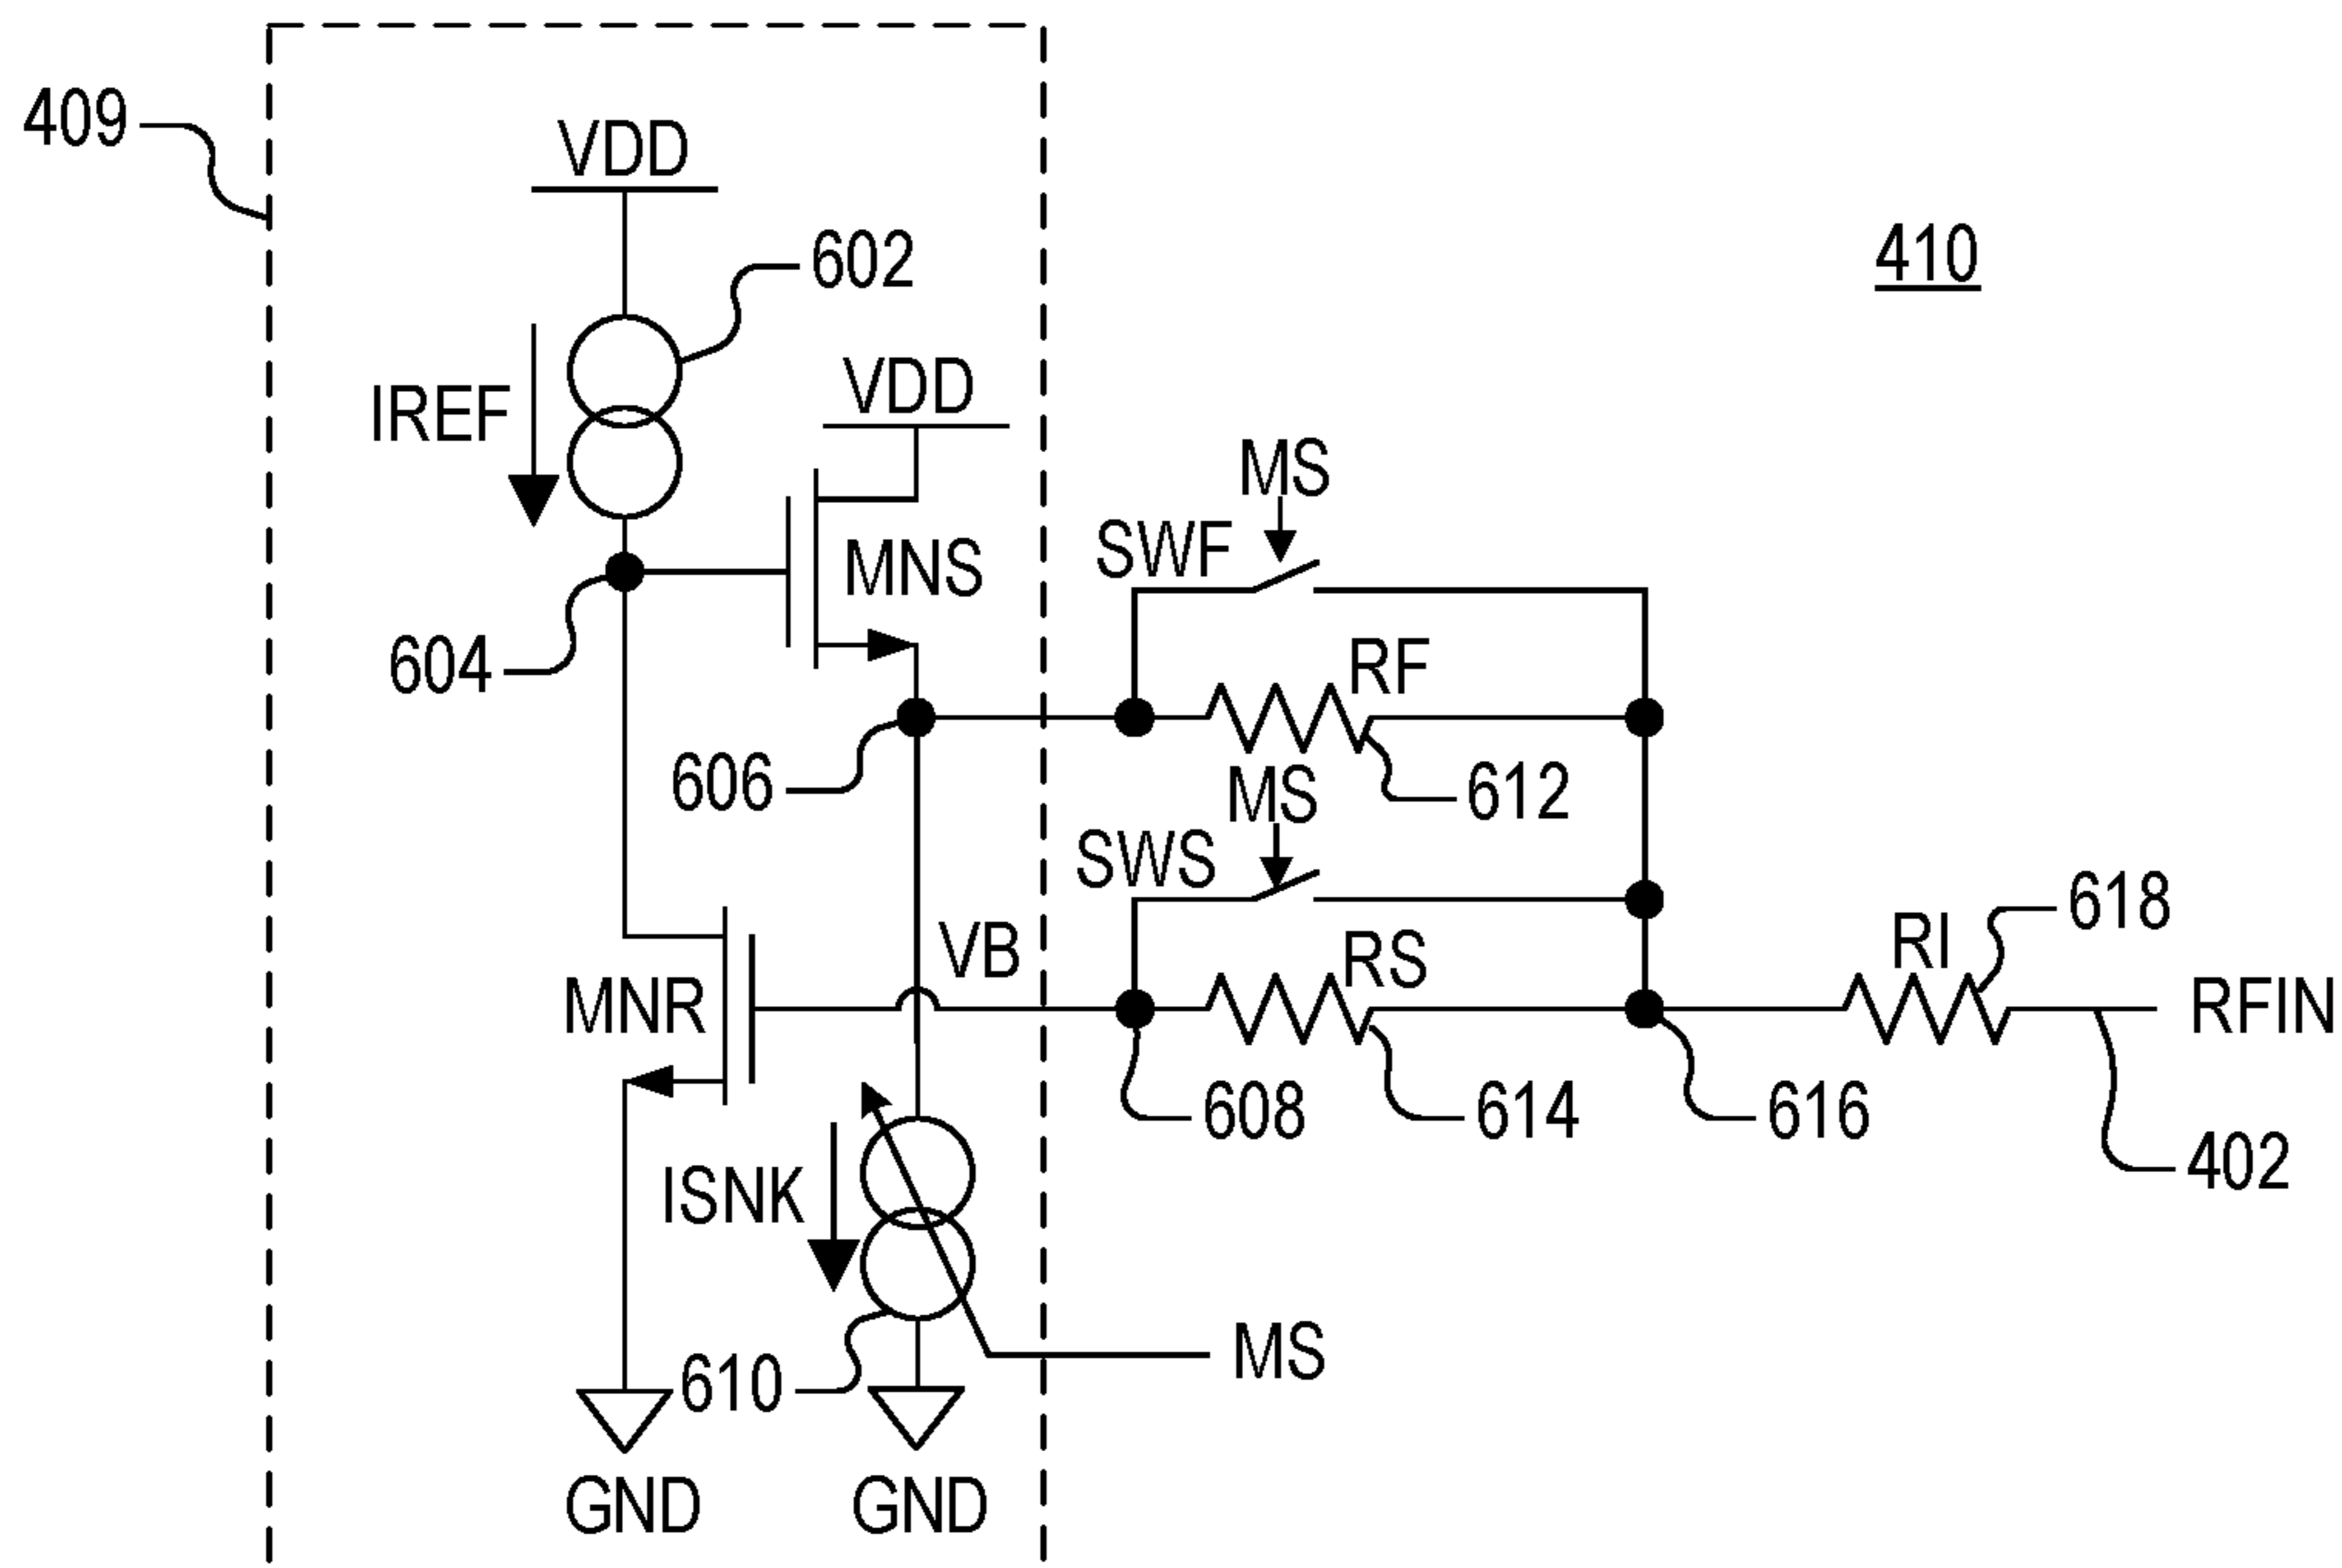 409
VDD
602
410
IREF
VDD
MS
SWF
MNS
604
RF
606
612
MS
SWS
618
VB
RS
RI
MNR
RFIN
608
614
616
402
ISNK
610
MS
GND
GND